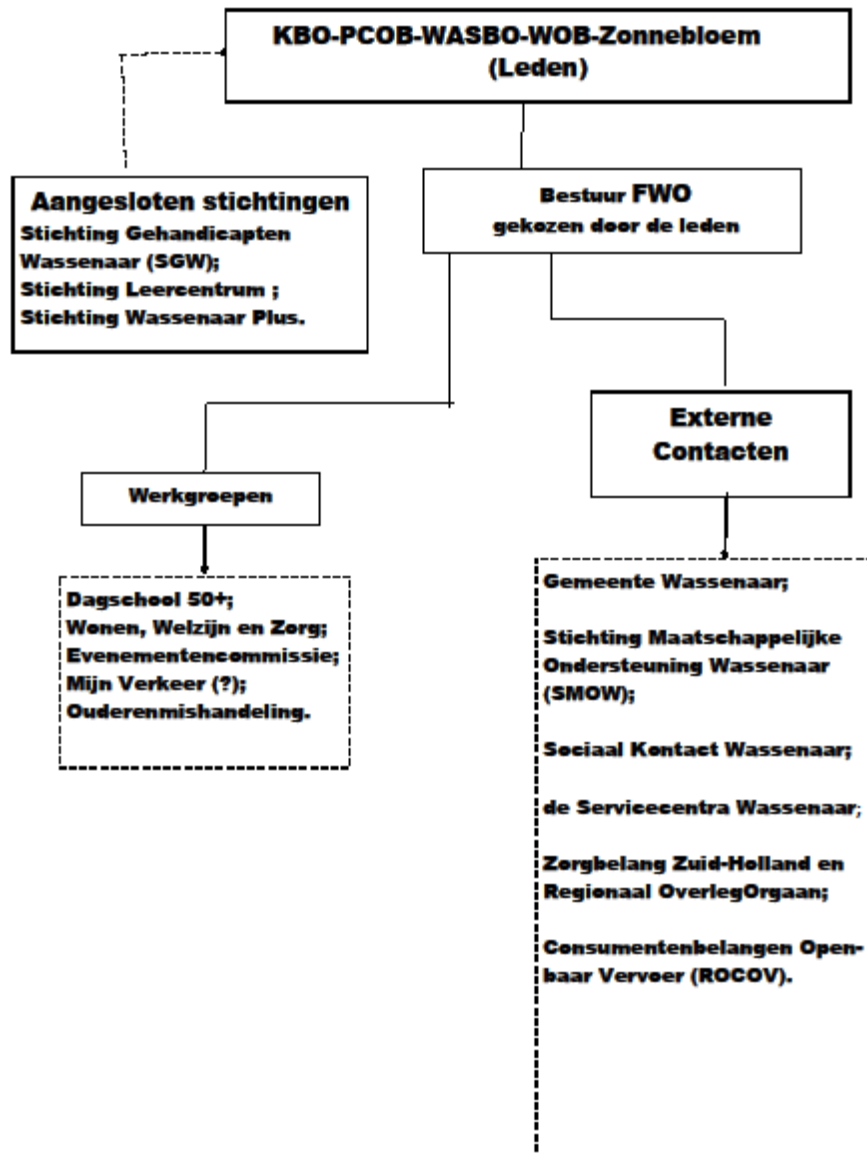 KBO-PCOB-WASBO-WOB-Zonnebloem
(Leden)
Aangesloten stichtingen
Stichting Gehandicapten
Wassenaar (SGW);
Stichting Leercentrum ;
Stichting Wassenaar Plus.
Bestuur FWO
gekozen door de leden
Externe
Contacten
Werkgroepen
Dagschool 50+;
Wonen, Welzijn en Zorg;
Evenementencommissie;
Mijn Verkeer (?);
Ouderenmishandeling.
Gemeente Wassenaar;
Stichting Maatschappelijke
Ondersteuning Wassenaar
(SMOW);
Sociaal Kontact Wassenaar;
de Servicecentra Wassenaar;
Zorgbelang Zuid-Holland en
Regionaal OverlegOrgaan;
Consumentenbelangen Open-
baar Vervoer (ROCOV).